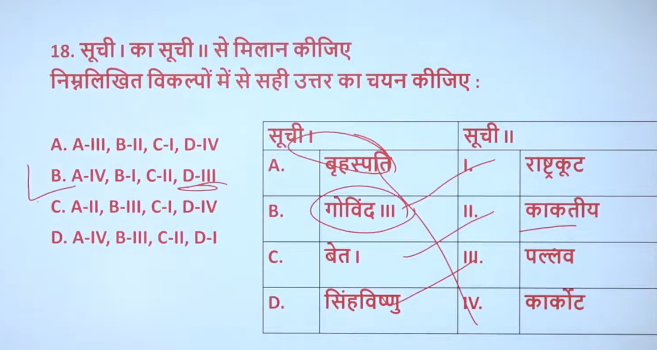 18. सूची I का सूची II से मिलान कीजिए
निम्नलिखित विकल्पों में से सही उत्तर का चयन कीजिए :
A. A-III, B-II, C-I, D-IV
B. A-IV, B-I, C-II, D-III
C. A-II, B-III, C-I, D-IV
D. A-IV, B-III, C-II, D-I
सूची I सूची II
A. बृहस्पति I. राष्ट्रकूट
B. गोविंद III II. काकतीय
C. बेत I III. पल्लव
D. सिंहविष्णु IV. कार्कोट